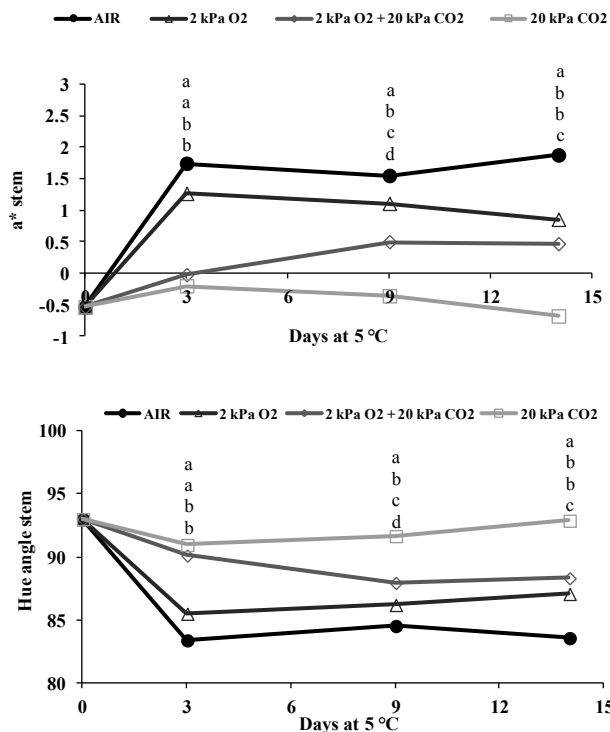 AIR 2 kPa O2 2 kPa O2 + 20 kPa CO2 20 kPa CO2
3
2.5
2
1.5
1
0.5
0
-0.5
-1
a* stem
a a b b
a b c d
a b b c
0 3 6 9 12 15
Days at 5 °C
AIR 2 kPa O2 2 kPa O2 + 20 kPa CO2 20 kPa CO2
100
95
90
85
80
Hue angle stem
a a b b
a b c d
a b b c
0 3 6 9 12 15
Days at 5 °C